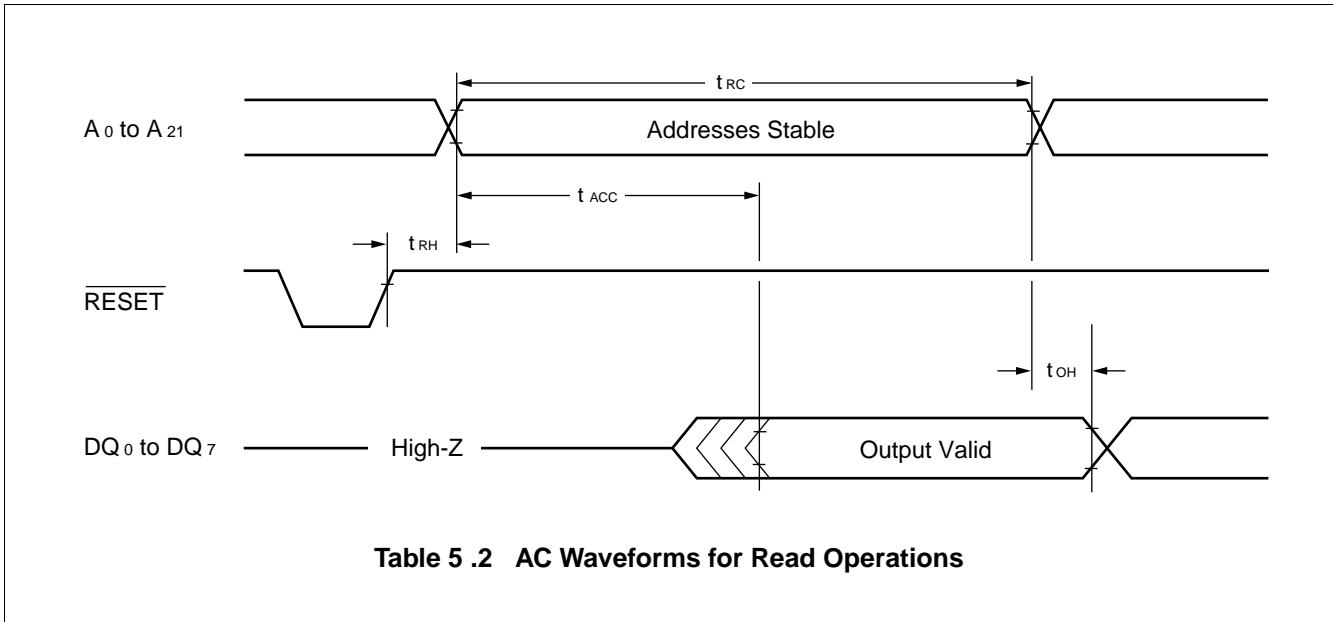 t RC
A 0 to A 21
Addresses Stable
t ACC
t RH
RESET
t OH
DQ 0 to DQ 7
High-Z
Output Valid
Table 5 .2 AC Waveforms for Read Operations